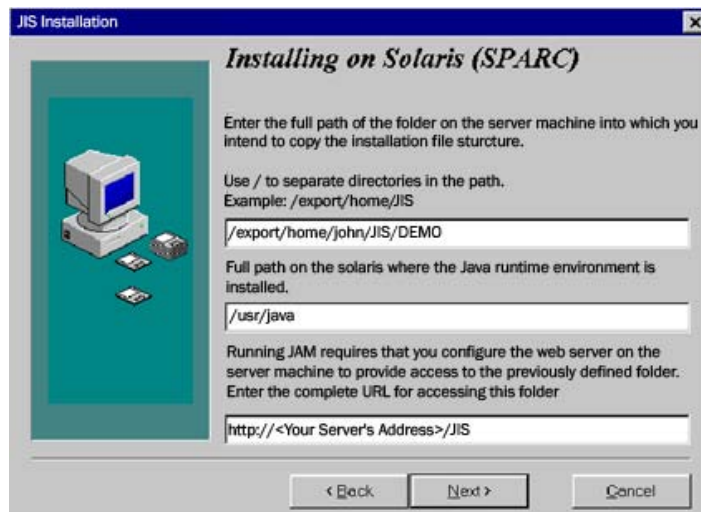 JIS Installation
Installing on Solaris (SPARC)
Enter the full path of the folder on the server machine into which you
intend to copy the installation file sturcture.
Use / to separate directories in the path.
Example: /export/home/JIS
/export/home/john/JIS/DEMO
Full path on the solaris where the Java runtime environment is
installed.
/usr/java
Running JAM requires that you configure the web server on the
server machine to provide access to the previously defined folder.
Enter the complete URL for accessing this folder
http://<Your Server's Address>/JIS
< Back
Next >
Cancel